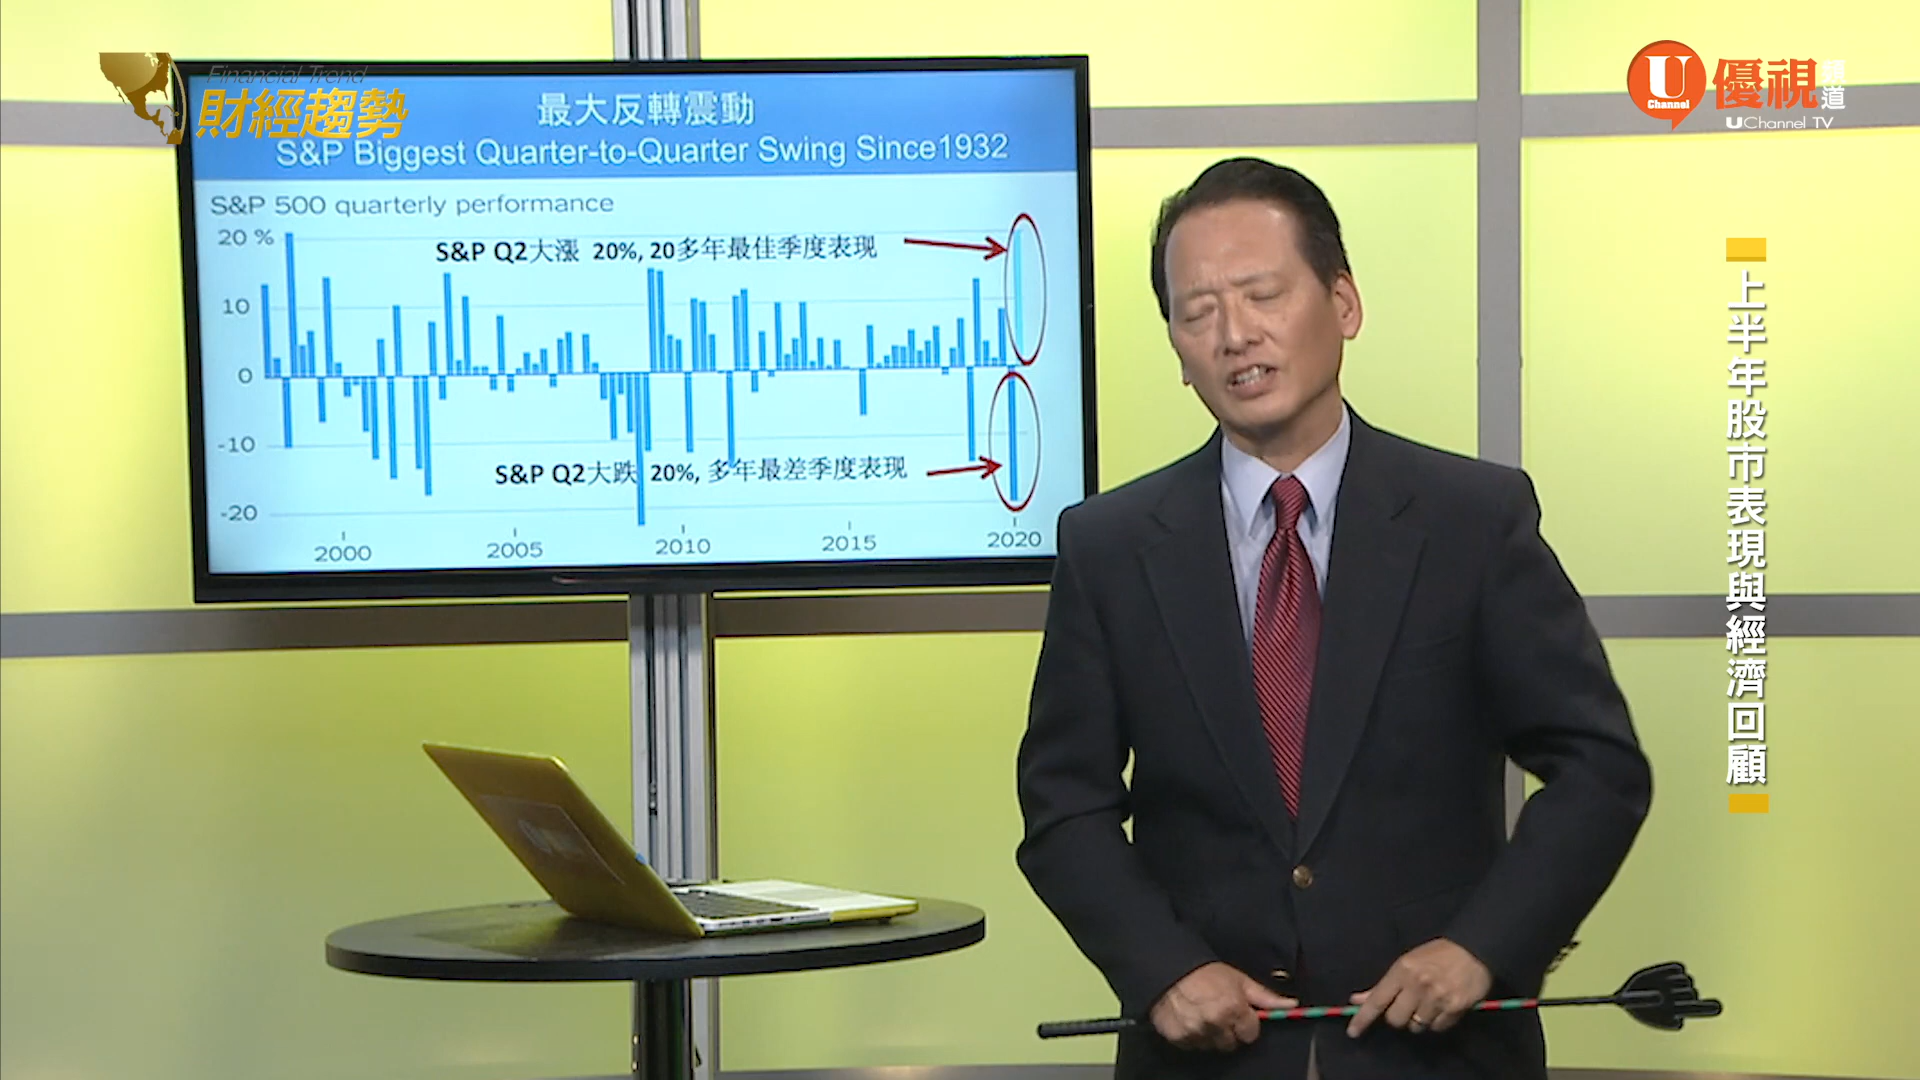 Financial Trend
財經趨勢
最大反轉震動
S&P Biggest Quarter-to-Quarter Swing Since1932
S&P 500 quarterly performance
20 %
S&P Q2大漲 20%, 20多年最佳季度表现
10
0
-10
S&P Q2大跌 20%, 多年最差季度表现
-20
2000 2005 2010 2015 2020
U Channel
優視頻道
UChannel TV
上半年股市表現與經濟回顧